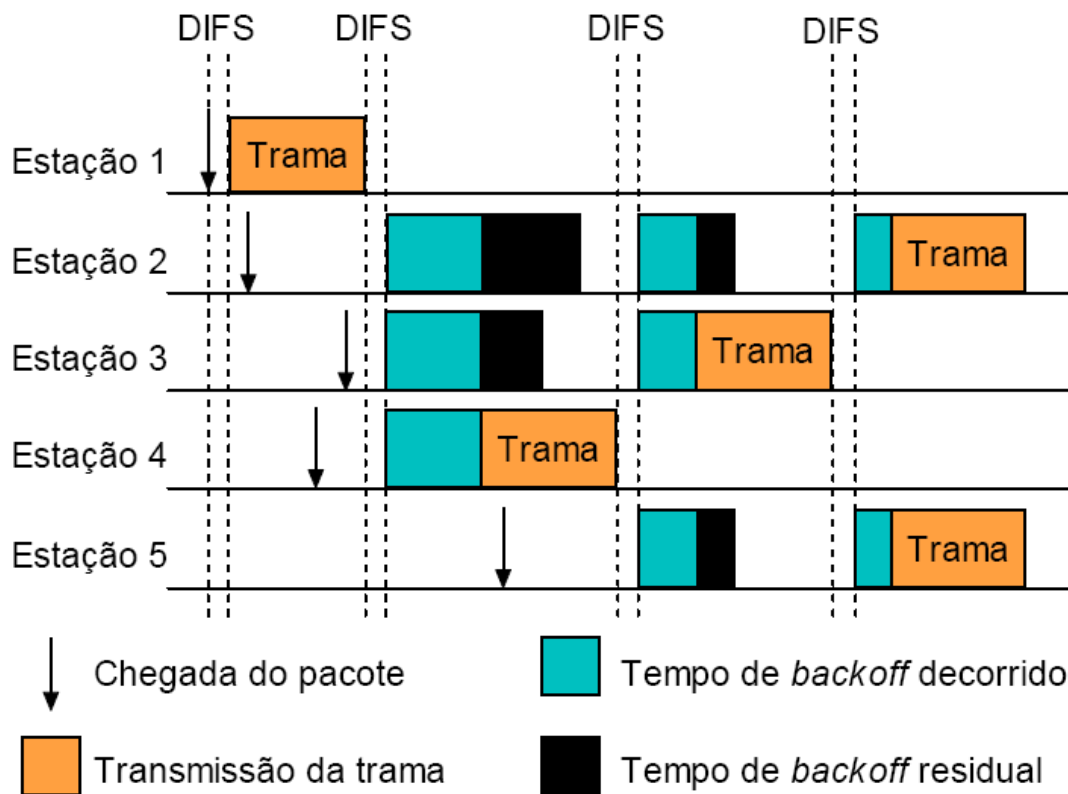 DIFS DIFS DIFS DIFS
Estação 1 Trama
Estação 2 Trama
Estação 3 Trama
Estação 4 Trama
Estação 5 Trama
Chegada do pacote
Tempo de backoff decorrido
Transmissão da trama
Tempo de backoff residual